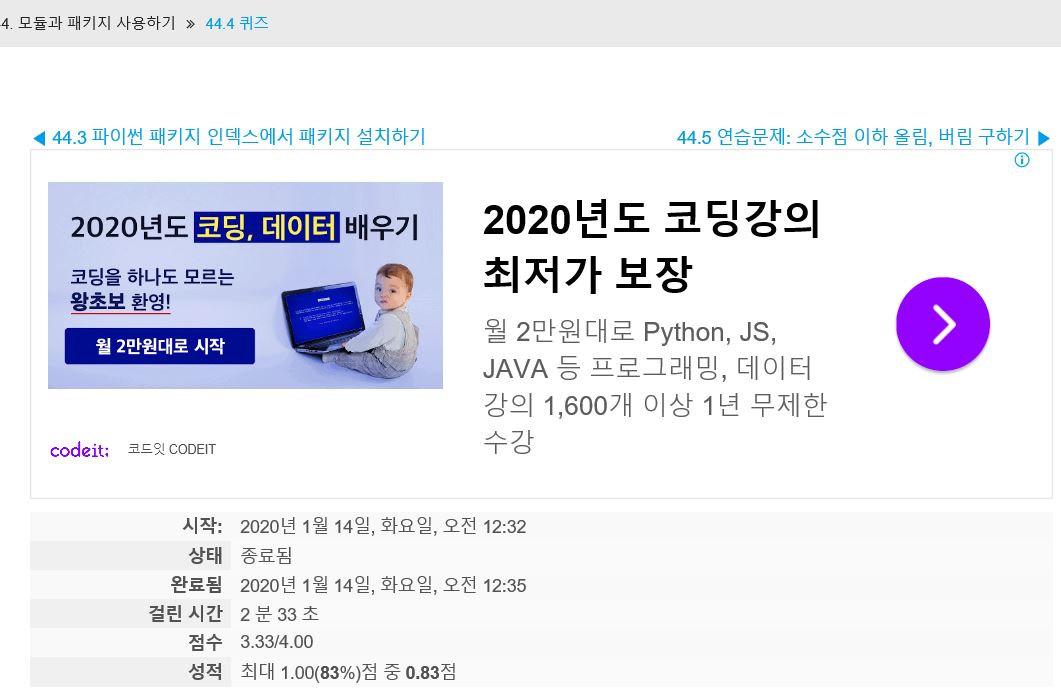 4. 모듈과 패키지 사용하기 » 44.4 퀴즈
◀ 44.3 파이썬 패키지 인덱스에서 패키지 설치하기
44.5 연습문제: 소수점 이하 올림, 버림 구하기 ▶
2020년도 코딩, 데이터 배우기
코딩을 하나도 모르는
왕초보 환영!
월 2만원대로 시작
2020년도 코딩강의
최저가 보장
월 2만원대로 Python, JS,
JAVA 등 프로그래밍, 데이터
강의 1,600개 이상 1년 무제한
수강
codeit: 코드잇 CODEIT
시작: 2020년 1월 14일, 화요일, 오전 12:32
상태 종료됨
완료됨 2020년 1월 14일, 화요일, 오전 12:35
걸린 시간 2 분 33 초
점수 3.33/4.00
성적 최대 1.00(83%)점 중 0.83점